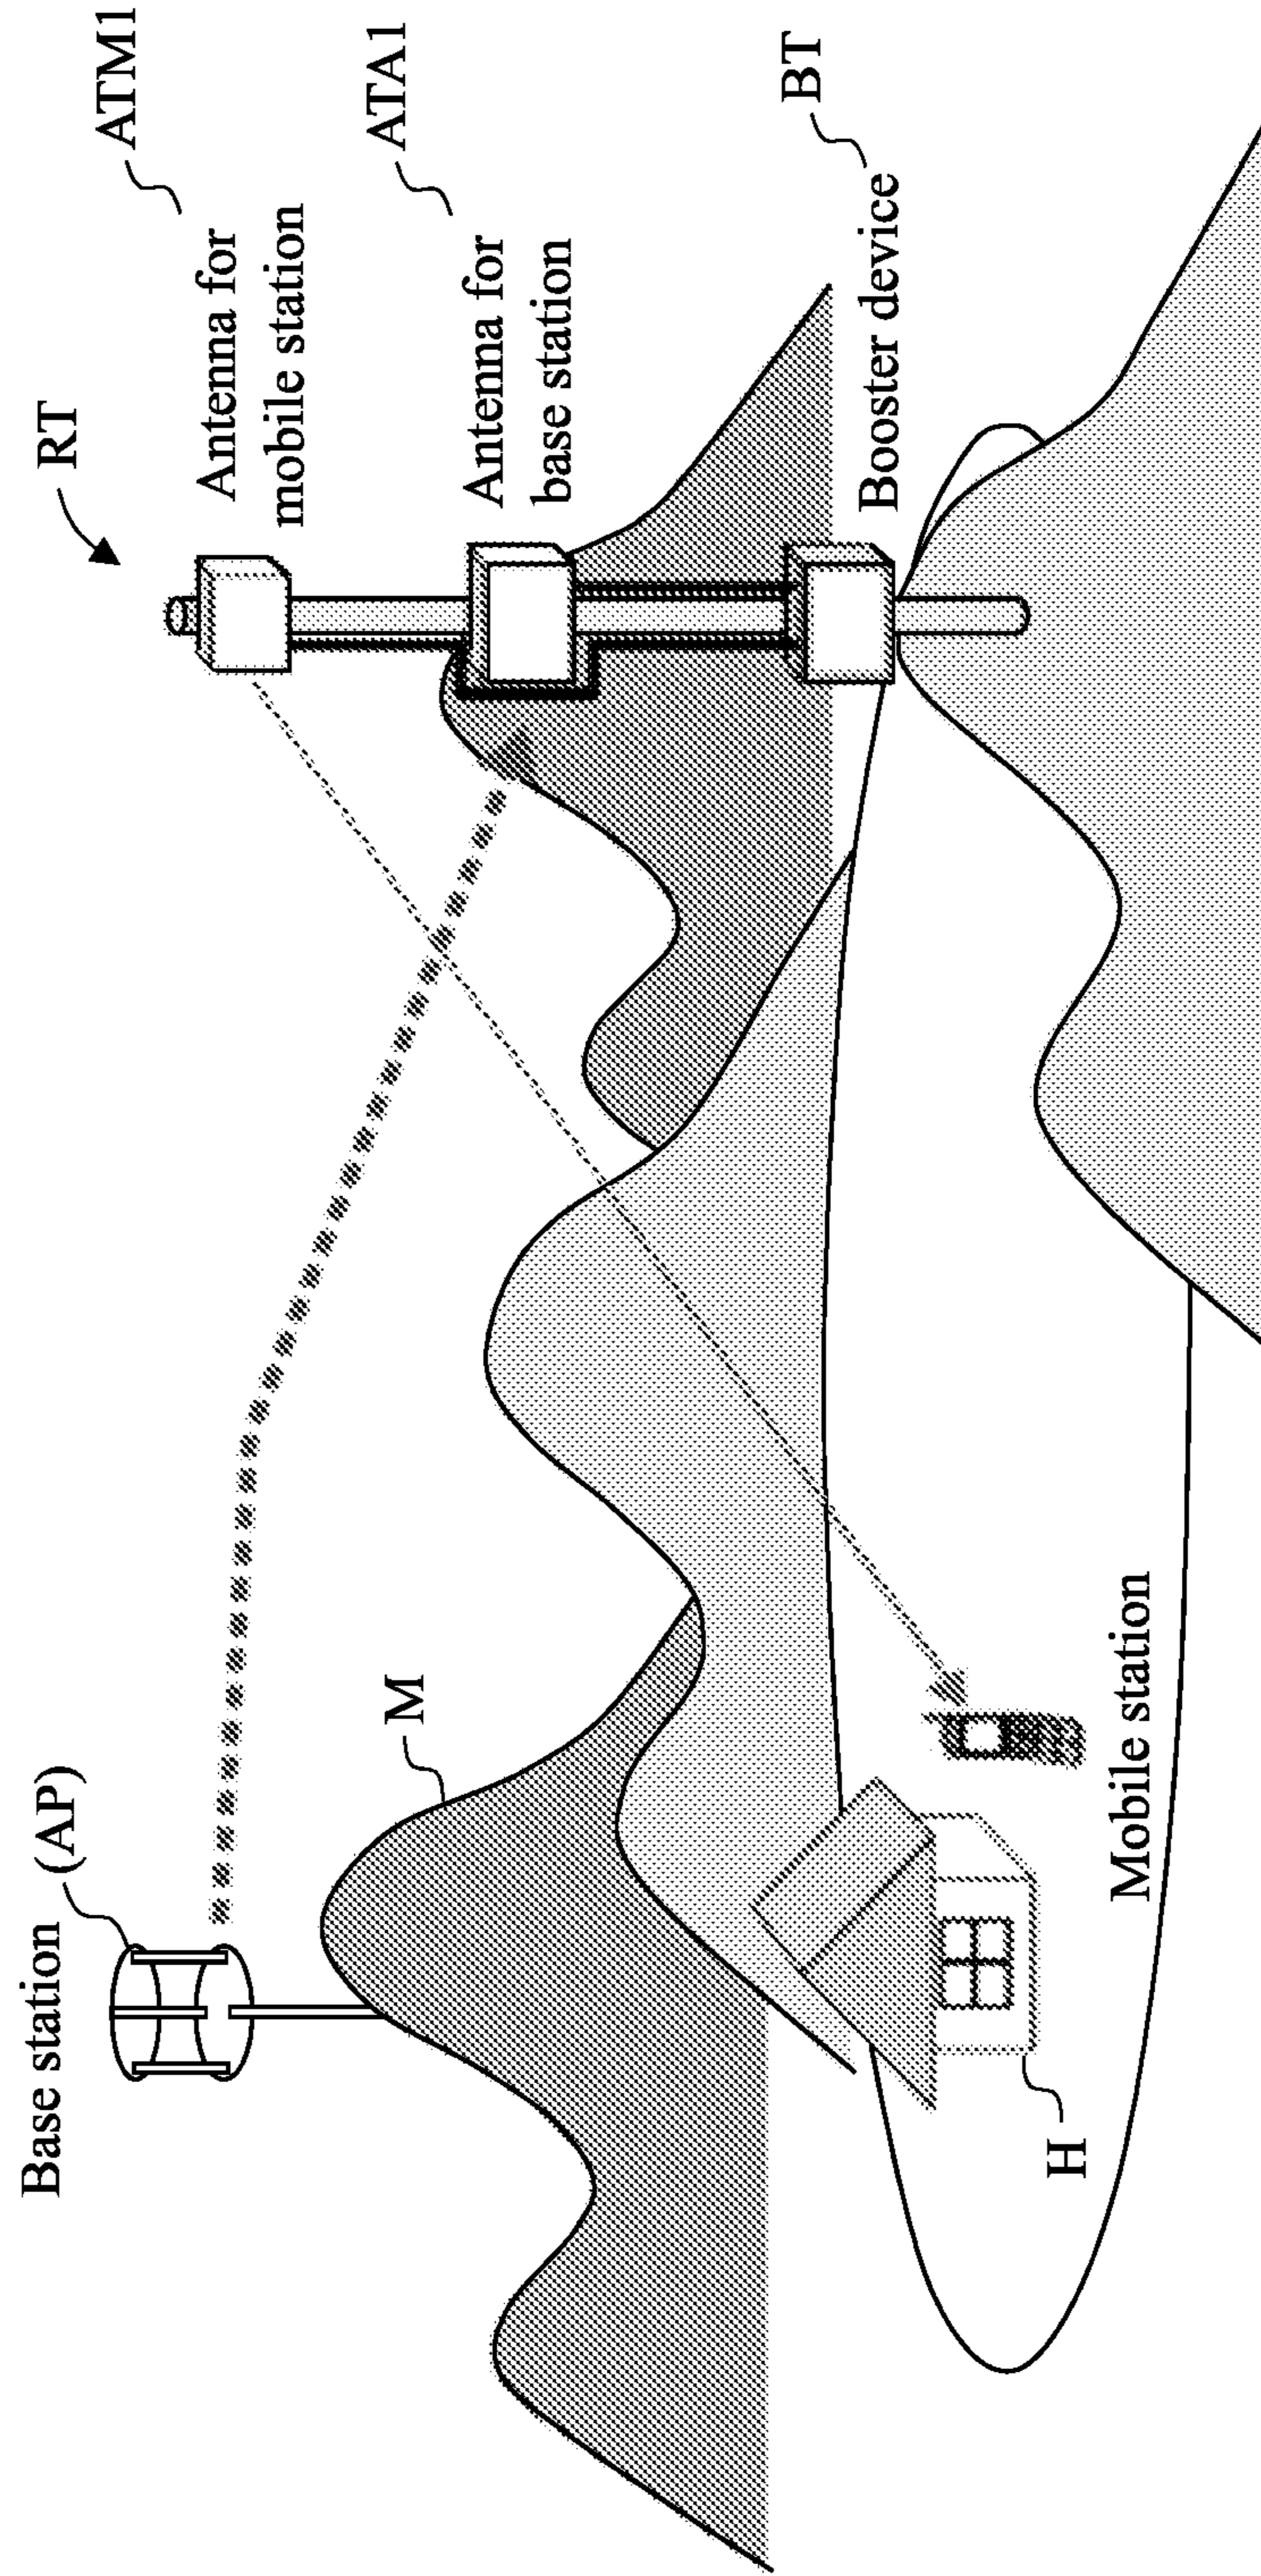 RT
ATM1
Antenna for
mobile station
ATA1
Antenna for
base station
BT
Booster device
Base station
(AP)
M
Mobile station
H